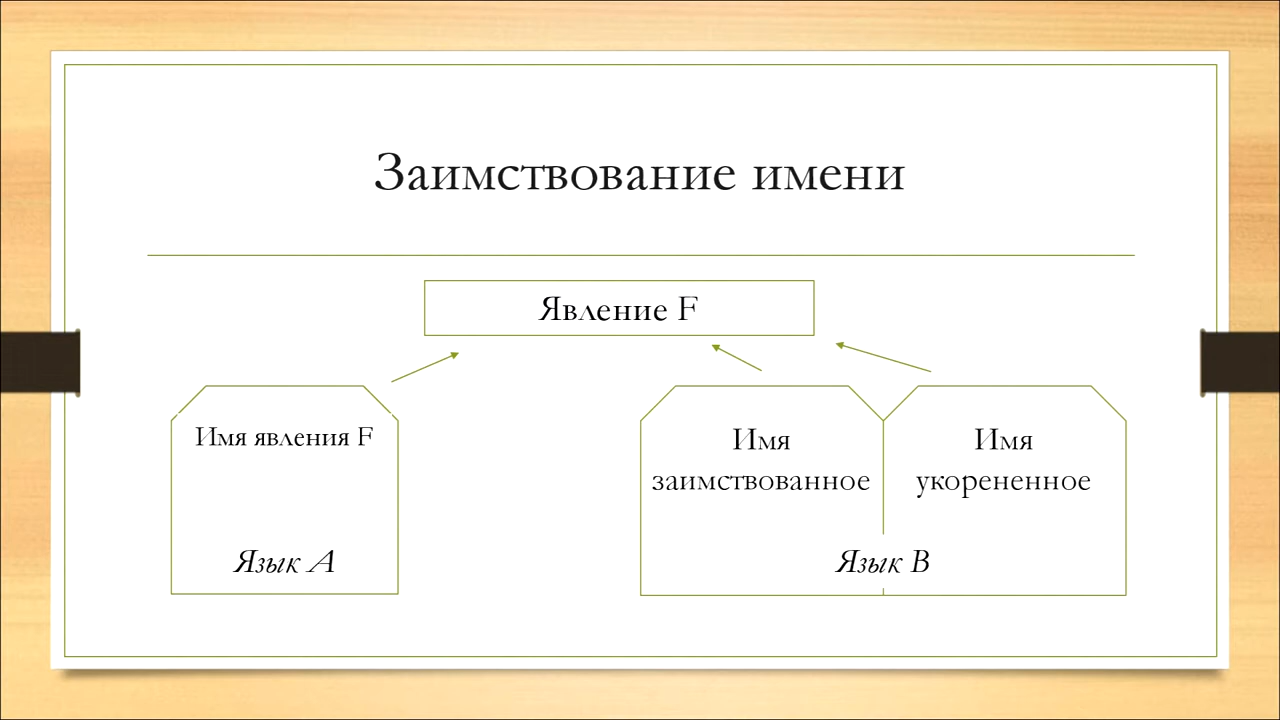 Заимствование имени
Явление F
Имя явления F
Язык A
Имя
заимствованное
Имя
укорененное
Язык B